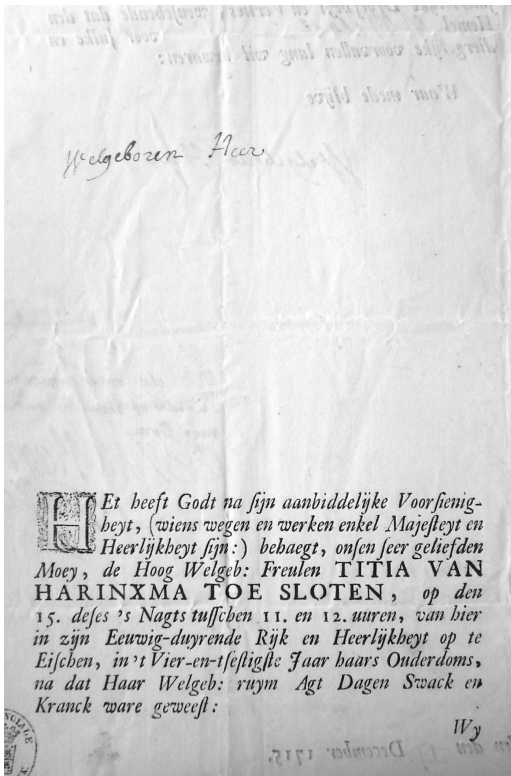 Welgeboren Heer
HEt heeft Godt na ſijn aanbiddelijke Voorſienig-
heyt, (wiens wegen en werken enkel Majeſteyt en
Heerlijkheyt ſijn:) behaegt, onſen ſeer geliefden
Moey, de Hoog Welgeb: Freulen TITIA VAN
HARINXMA TOE SLOTEN, op den
15. deſes 's Nagts tuſſchen 11. en 12. uuren, van hier
in zijn Eeuwig-duyrende Rijk en Heerlijkheyt op te
Eiſchen, in 't Vier-en-tſeſtigſte Jaar haars Ouderdoms,
na dat Haar Welgeb: ruym Agt Dagen Swack en
Kranck ware geweeſt:
Wy
December 1715.